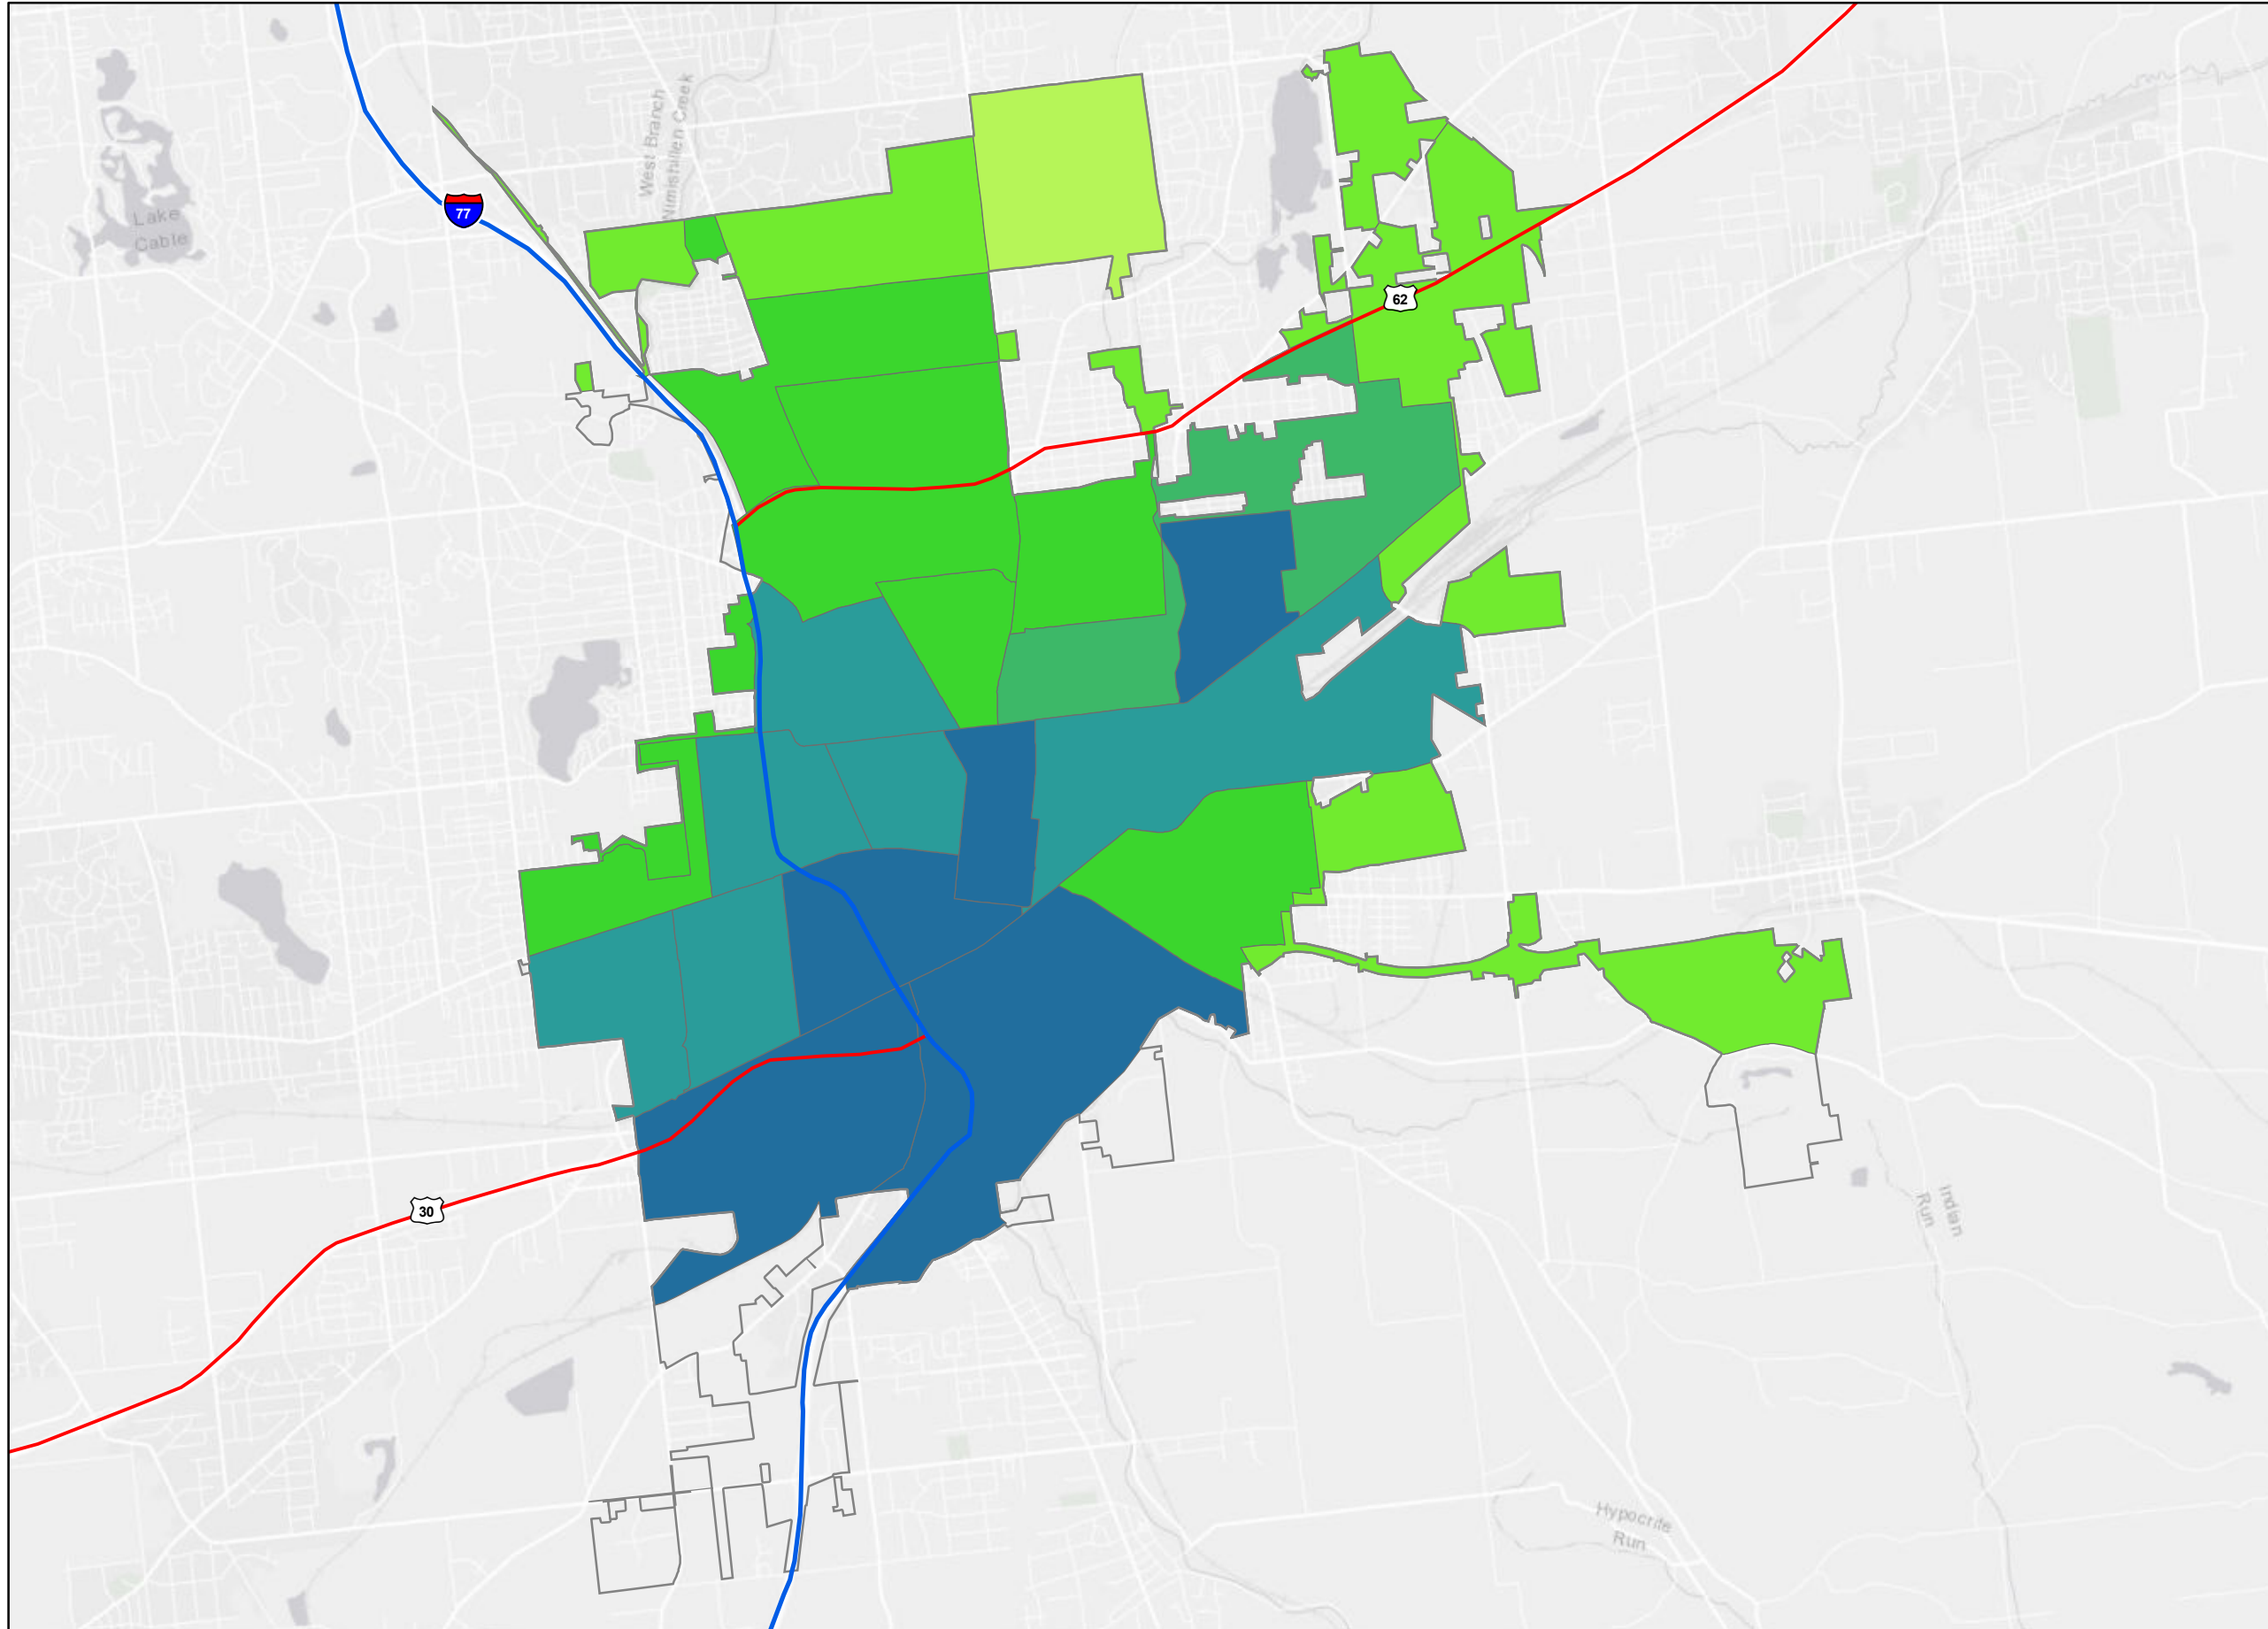 West Branch
Nimishillen Creek
77
Lake
Cable
62
30
Indian
Run
Hypocrite
Run